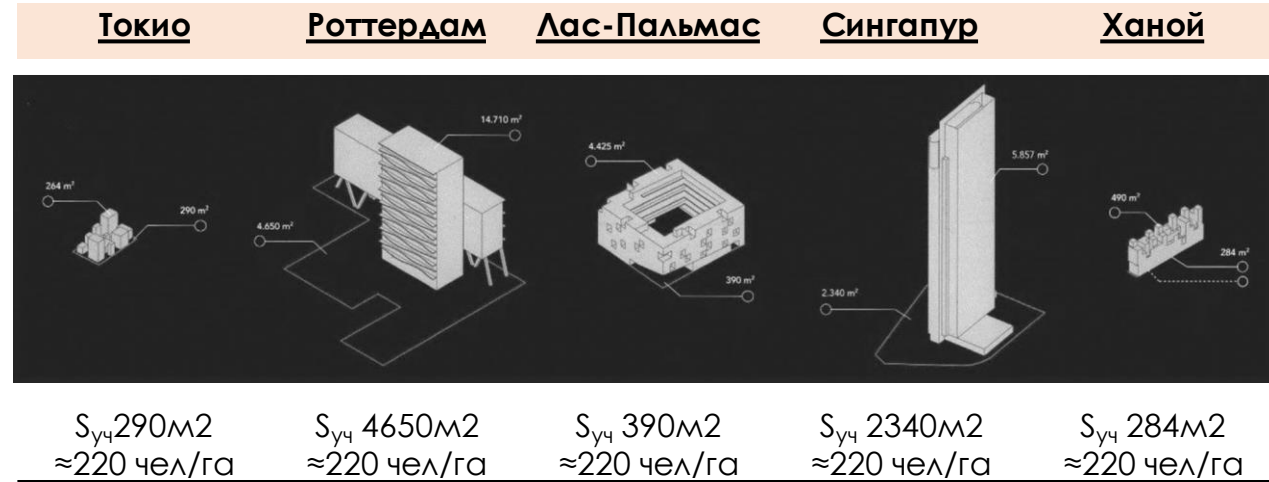 Токио Роттердам Лас-Пальмас Сингапур Ханой
264 m²
290 m²
14.710 m²
4.650 m²
4.425 m²
390 m²
5.857 m²
2.340 m²
490 m²
284 m²
Sуч290м2 Sуч 4650м2 Sуч 390м2 Sуч 2340м2 Sуч 284м2
≈220 чел/га ≈220 чел/га ≈220 чел/га ≈220 чел/га ≈220 чел/га